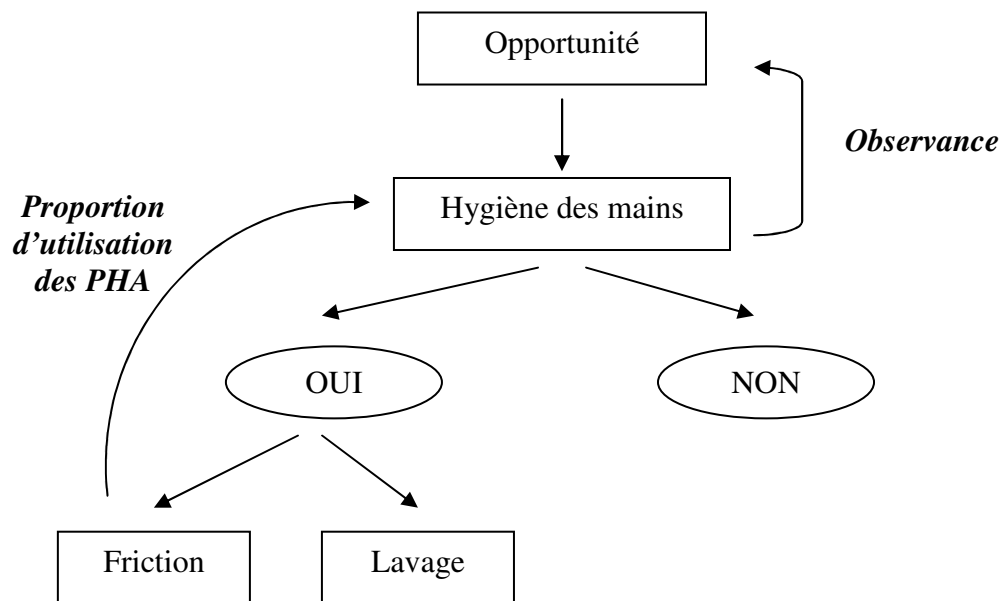 Opportunité
Observance
Hygiène des mains
Proportion
d’utilisation
des PHA
OUI
NON
Friction
Lavage